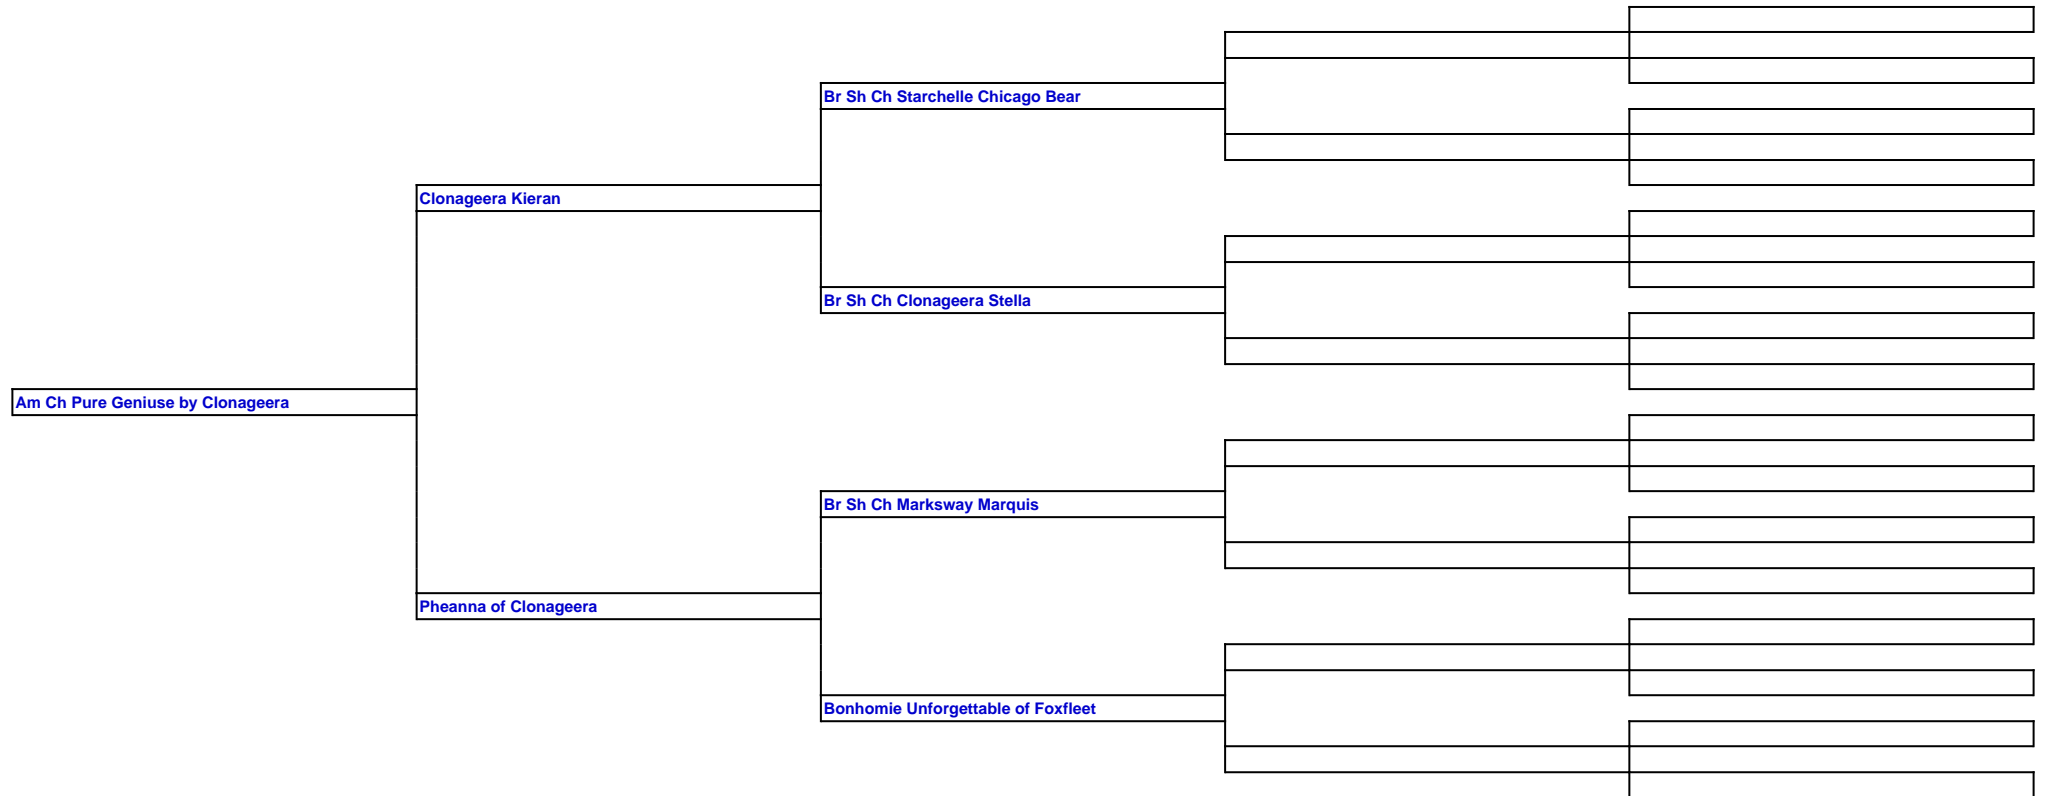 Br Sh Ch Starchelle Chicago Bear
Clonageera Kieran
Br Sh Ch Clonageera Stella
Am Ch Pure Geniuse by Clonageera
Br Sh Ch Marksway Marquis
Pheanna of Clonageera
Bonhomie Unforgettable of Foxfleet